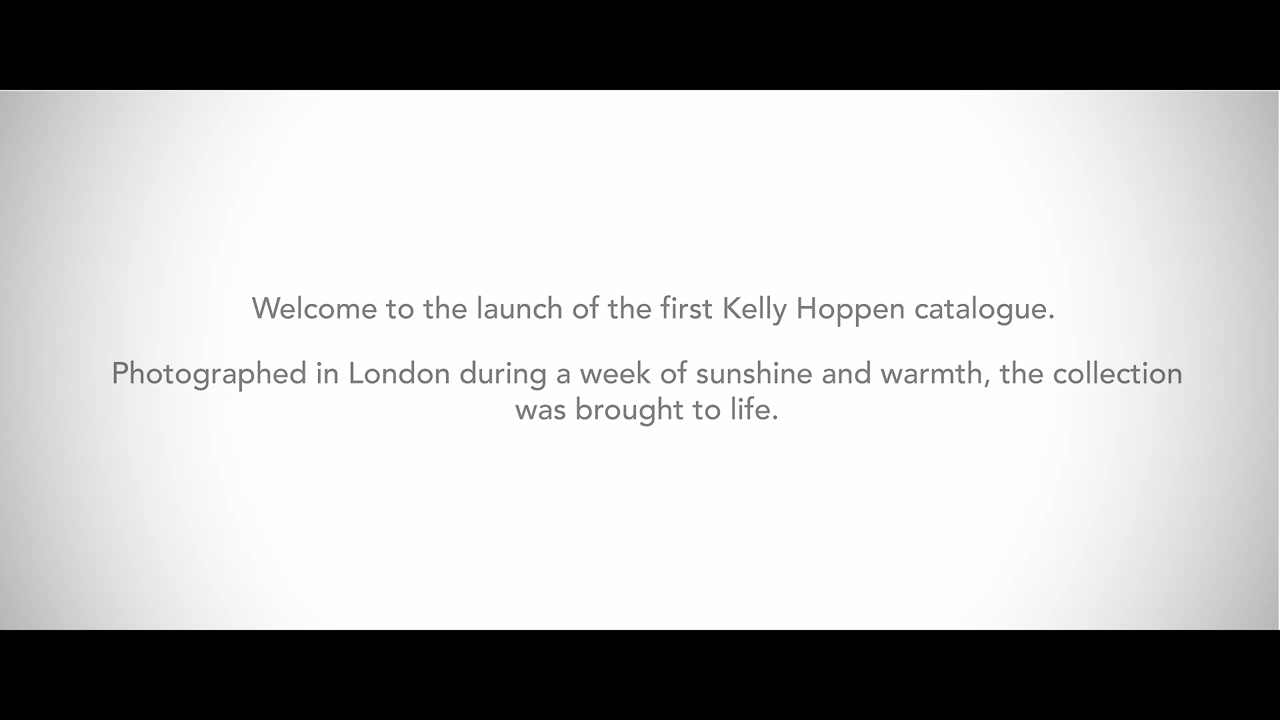 Welcome to the launch of the first Kelly Hoppen catalogue.
Photographed in London during a week of sunshine and warmth, the collection
was brought to life.